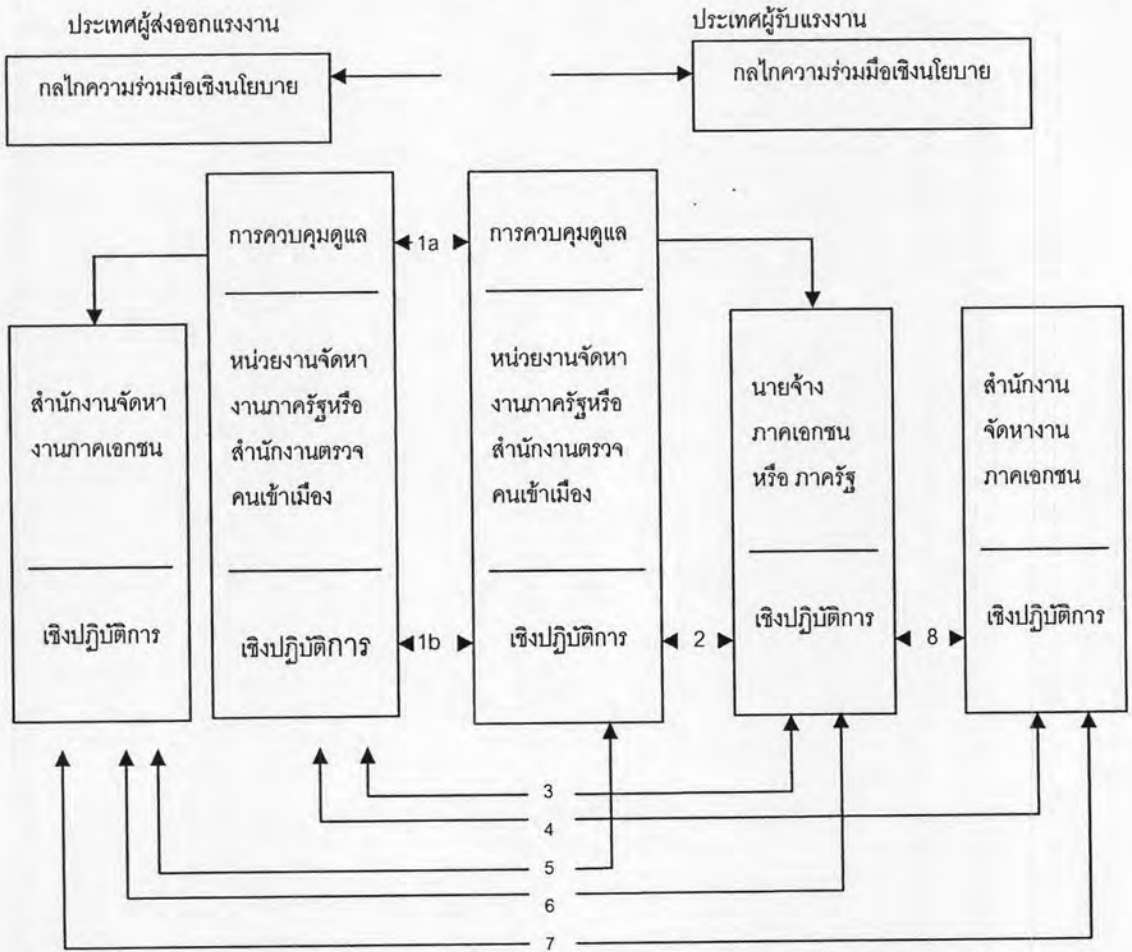 ประเทศผู้ส่งออกแรงงาน
ประเทศผู้รับแรงงาน
กลไกความร่วมมือเชิงนโยบาย
กลไกความร่วมมือเชิงนโยบาย
การควบคุมดูแล
1a
การควบคุมดูแล
สำนักงานจัดหา
งานภาคเอกชน
หน่วยงานจัดหา
งานภาครัฐหรือ
สำนักงานตรวจ
คนเข้าเมือง
หน่วยงานจัดหา
งานภาครัฐหรือ
สำนักงานตรวจ
คนเข้าเมือง
นายจ้าง
ภาคเอกชน
หรือ ภาครัฐ
สำนักงาน
จัดหางาน
ภาคเอกชน
เชิงปฏิบัติการ
เชิงปฏิบัติการ
1b
เชิงปฏิบัติการ
2
เชิงปฏิบัติการ
8
เชิงปฏิบัติการ
3
4
5
6
7